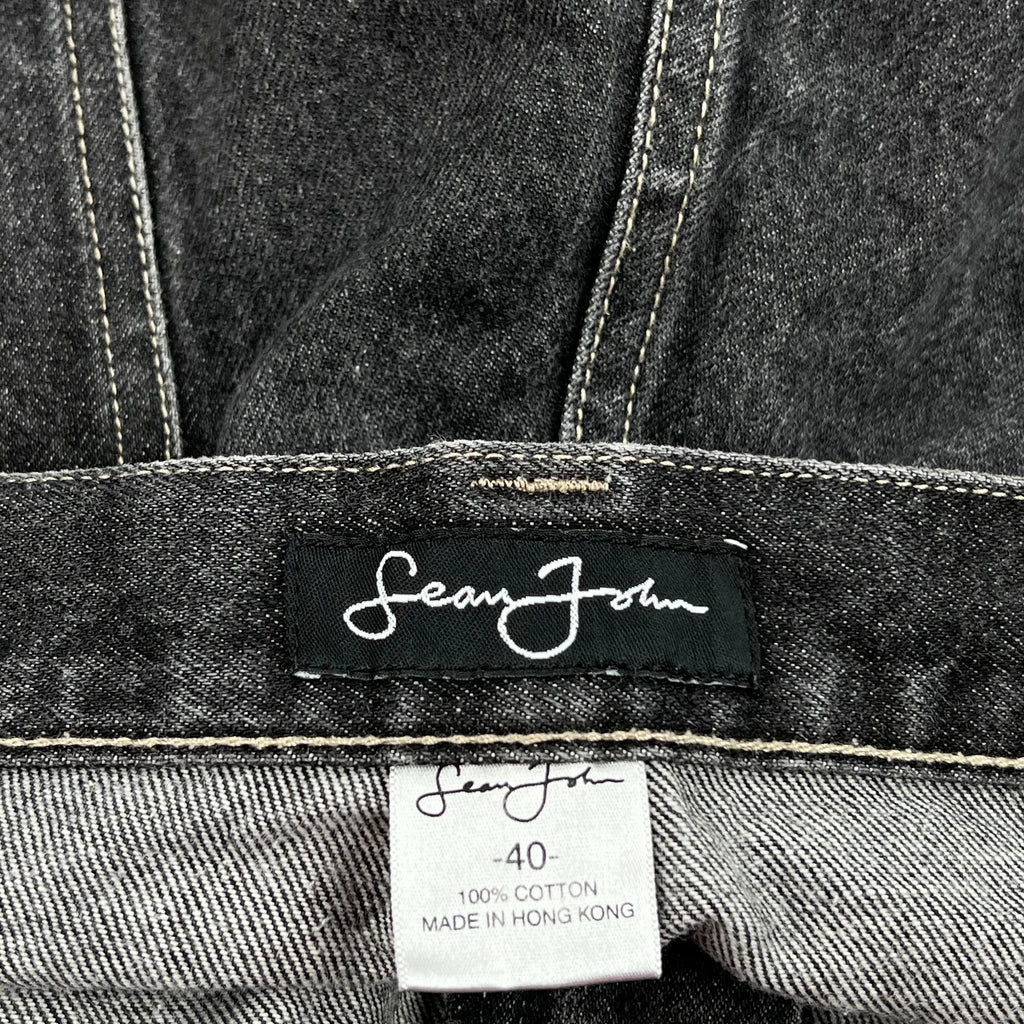 Sean John
Sean John
-40-
100% COTTON
MADE IN HONG KONG